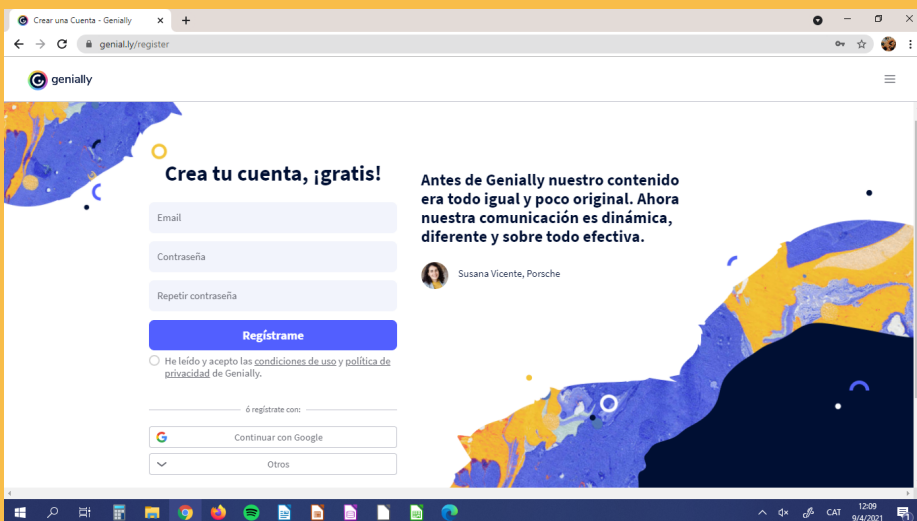 Crear una Cuenta - Genially
genial.ly/register
genially
Crea tu cuenta, ¡gratis!
Email
Contraseña
Repetir contraseña
Regístrame
He leído y acepto las condiciones de uso y política de
privacidad de Genially.
ó regístrate con:
Continuar con Google
Otros
Antes de Genially nuestro contenido
era todo igual y poco original. Ahora
nuestra comunicación es dinámica,
diferente y sobre todo efectiva.
Susana Vicente, Porsche
CAT
12:09
9/4/2021